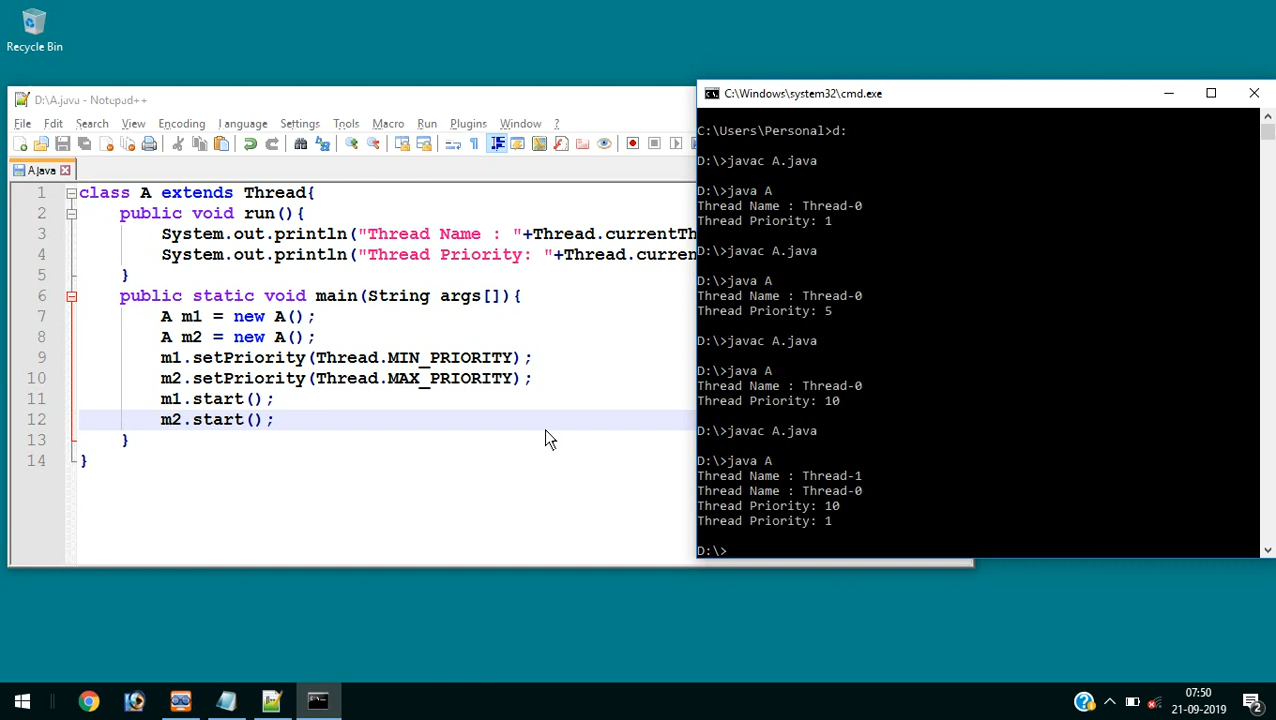 Recycle Bin
D:\A.java - Notepad++
File Edit Search View Encoding Language Settings Tools Macro Run Plugins Window ?
A.java
1 class A extends Thread{
2 public void run(){
3 System.out.println("Thread Name : "+Thread.currentTh
4 System.out.println("Thread Priority: "+Thread.curren
5 }
6 public static void main(String args[]){
7 A m1 = new A();
8 A m2 = new A();
9 m1.setPriority(Thread.MIN_PRIORITY);
10 m2.setPriority(Thread.MAX_PRIORITY);
11 m1.start();
12 m2.start();
13 }
14 }
C:\Windows\system32\cmd.exe
C:\Users\Personal>d:
D:\>javac A.java
D:\>java A
Thread Name : Thread-0
Thread Priority: 1
D:\>javac A.java
D:\>java A
Thread Name : Thread-0
Thread Priority: 5
D:\>javac A.java
D:\>java A
Thread Name : Thread-0
Thread Priority: 10
D:\>javac A.java
D:\>java A
Thread Name : Thread-1
Thread Name : Thread-0
Thread Priority: 10
Thread Priority: 1
D:\>
07:50
21-09-2019
2